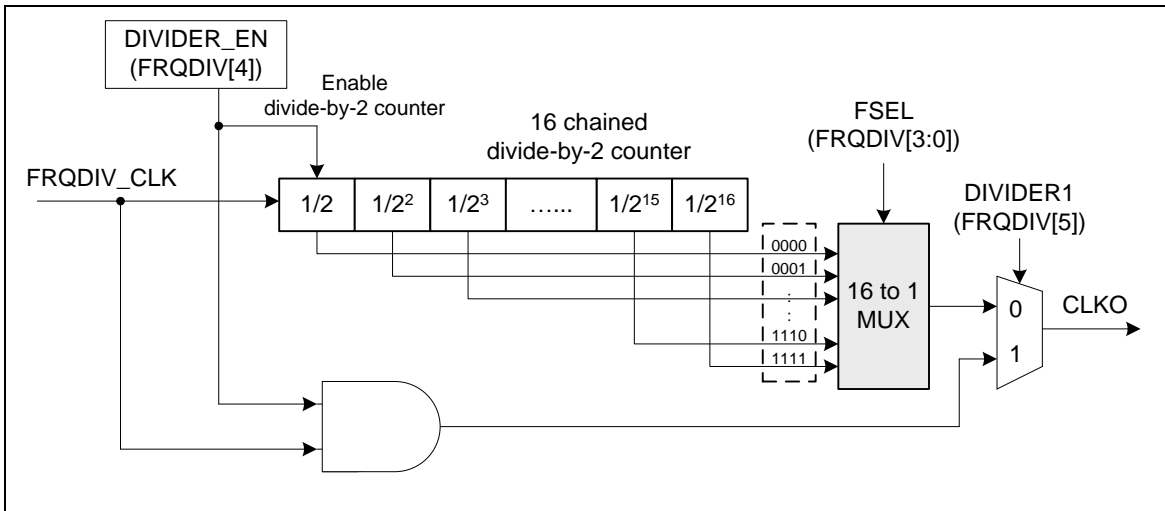 DIVIDER_EN
(FRQDIV[4])
Enable
divide-by-2 counter
16 chained
divide-by-2 counter
FSEL
(FRQDIV[3:0])
FRQDIV_CLK
DIVIDER1
(FRQDIV[5])
1/2
1/2²
1/2³
…...
1/2¹⁵
1/2¹⁶
0000
0001
:
:
1110
1111
16 to 1
MUX
0
1
CLKO